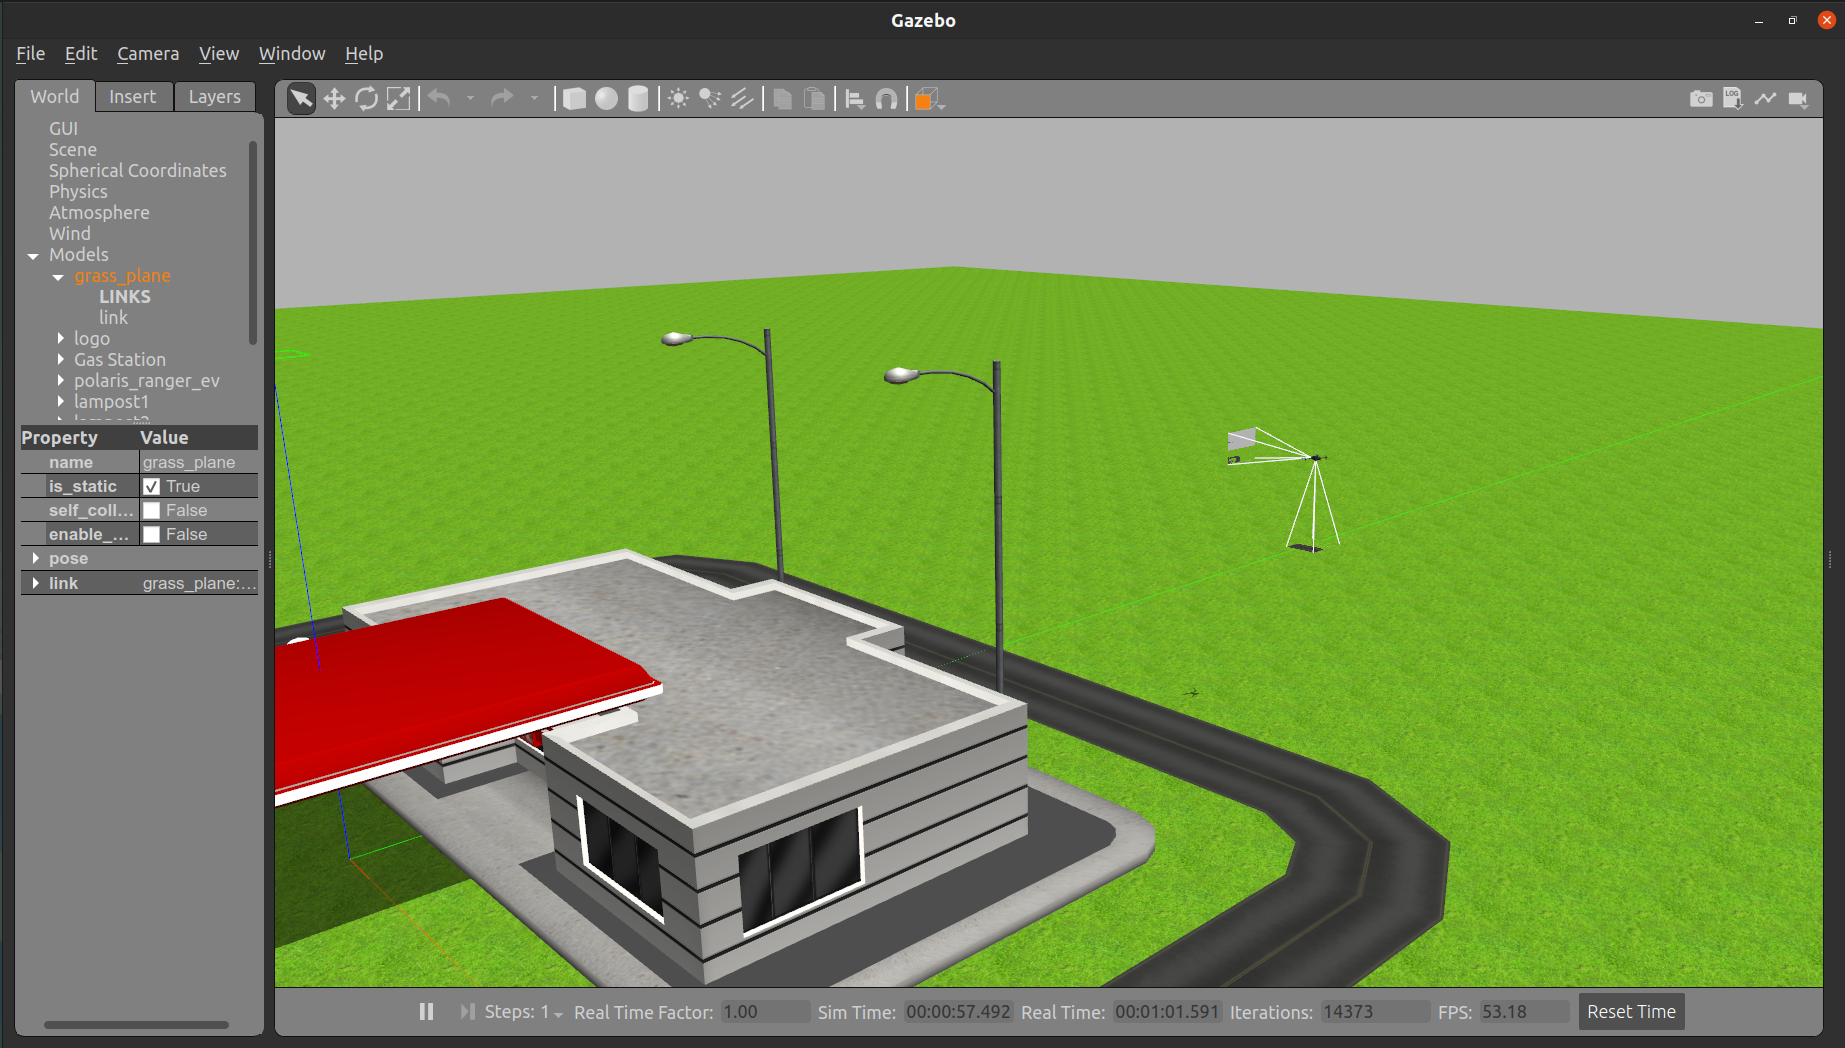 Gazebo
File Edit Camera View Window Help
World Insert Layers
LOG
GUI
Scene
Spherical Coordinates
Physics
Atmosphere
Wind
Models
grass_plane
LINKS
link
logo
Gas Station
polaris_ranger_ev
lampost1
Property Value
name grass_plane
is_static True
self_coll... False
enable_... False
pose
link grass_plane:...
Steps: 1 Real Time Factor: 1.00 Sim Time: 00:00:57.492 Real Time: 00:01:01.591 Iterations: 14373 FPS: 53.18 Reset Time